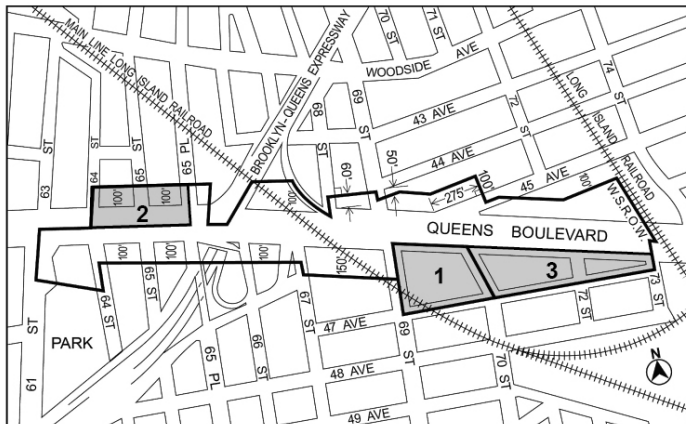 MAIN LINE LONG ISLAND RAILROAD
BROOKLYN-QUEENS EXPRESSWAY
70 ST
71 ST
WOODSIDE AVE
74 ST
LONG ISLAND RAILROAD
W.S.R.O.W.
69 ST
68 ST
43 AVE
72 ST
44 AVE
45 AVE
63 ST
64 ST
65 ST
65 PL
60'
50'
275'
100'
100'
100'
100'
100'
2
QUEENS BOULEVARD
100'
100'
100'
150'
1
3
61 ST
PARK
64 ST
65 ST
65 PL
66 ST
67 ST
47 AVE
69 ST
48 AVE
70 ST
49 AVE
72 ST
73 ST
N